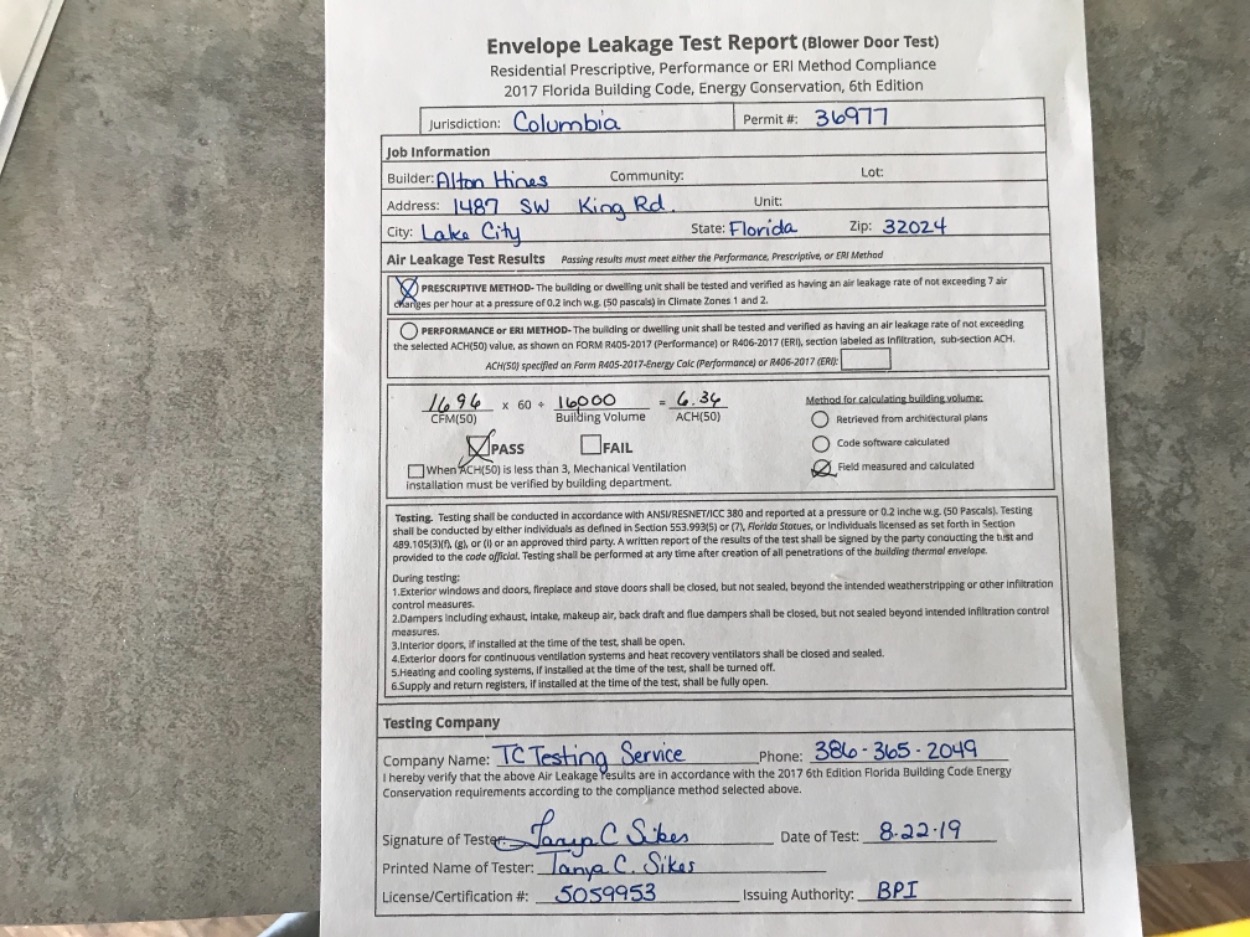 Envelope Leakage Test Report (Blower Door Test)
Residential Prescriptive, Performance or ERI Method Compliance
2017 Florida Building Code, Energy Conservation, 6th Edition
Jurisdiction: Columbia Permit #: 36977
Job Information
Builder: Alton Hines Community: Lot:
Address: 1487 SW King Rd. Unit:
City: Lake City State: Florida Zip: 32024
Air Leakage Test Results Passing results must meet either the Performance, Prescriptive, or ERI Method
PRESCRIPTIVE METHOD- The building or dwelling unit shall be tested and verified as having an air leakage rate of not exceeding 7 air
changes per hour at a pressure of 0.2 inch w.g. (50 pascals) in Climate Zones 1 and 2.
PERFORMANCE or ERI METHOD- The building or dwelling unit shall be tested and verified as having an air leakage rate of not exceeding
the selected ACH(50) value, as shown on FORM R405-2017 (Performance) or R406-2017 (ERI), section labeled as Infiltration, sub-section ACH.
ACH(50) specified on Form R405-2017-Energy Calc (Performance) or R406-2017 (ERI):
1696 x 60 ÷ 16000 = 6.36
CFM(50) Building Volume ACH(50)
PASS FAIL
When ACH(50) is less than 3, Mechanical Ventilation
installation must be verified by building department.
Method for calculating building volume:
Retrieved from architectural plans
Code software calculated
Field measured and calculated
Testing. Testing shall be conducted in accordance with ANSI/RESNET/ICC 380 and reported at a pressure or 0.2 inche w.g. (50 Pascals). Testing
shall be conducted by either individuals as defined in Section 553.993(5) or (7), Florida Statues, or individuals licensed as set forth in Section
489.105(3)(f), (g), or (i) or an approved third party. A written report of the results of the test shall be signed by the party conducting the test and
provided to the code official. Testing shall be performed at any time after creation of all penetrations of the building thermal envelope.
During testing:
1.Exterior windows and doors, fireplace and stove doors shall be closed, but not sealed, beyond the intended weatherstripping or other infiltration
control measures.
2.Dampers including exhaust, intake, makeup air, back draft and flue dampers shall be closed, but not sealed beyond intended infiltration control
measures.
3.Interior doors, if installed at the time of the test, shall be open.
4.Exterior doors for continuous ventilation systems and heat recovery ventilators shall be closed and sealed.
5.Heating and cooling systems, if installed at the time of the test, shall be turned off.
6.Supply and return registers, if installed at the time of the test, shall be fully open.
Testing Company
Company Name: TC Testing Service Phone: 386-365-2049
I hereby verify that the above Air Leakage results are in accordance with the 2017 6th Edition Florida Building Code Energy
Conservation requirements according to the compliance method selected above.
Signature of Tester: Tanya C Sikes Date of Test: 8-22-19
Printed Name of Tester: Tanya C. Sikes
License/Certification #: 5059953 Issuing Authority: BPI